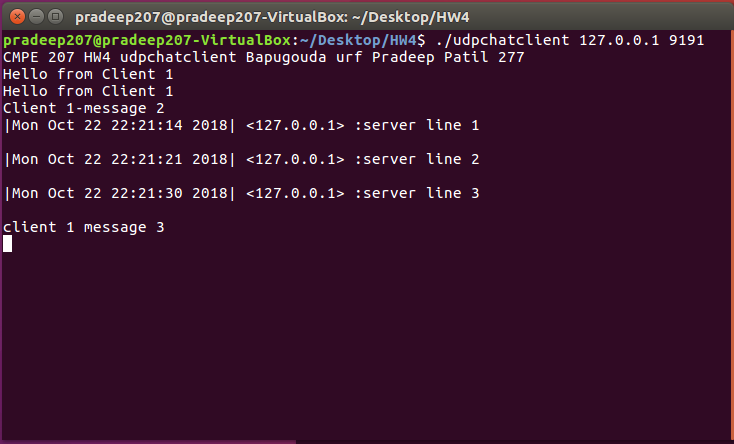 pradeep207@pradeep207-VirtualBox: ~/Desktop/HW4
pradeep207@pradeep207-VirtualBox:~/Desktop/HW4$ ./udpchatclient 127.0.0.1 9191
CMPE 207 HW4 udpchatclient Bapugouda urf Pradeep Patil 277
Hello from Client 1
Hello from Client 1
Client 1-message 2
|Mon Oct 22 22:21:14 2018| <127.0.0.1> :server line 1
|Mon Oct 22 22:21:21 2018| <127.0.0.1> :server line 2
|Mon Oct 22 22:21:30 2018| <127.0.0.1> :server line 3
client 1 message 3